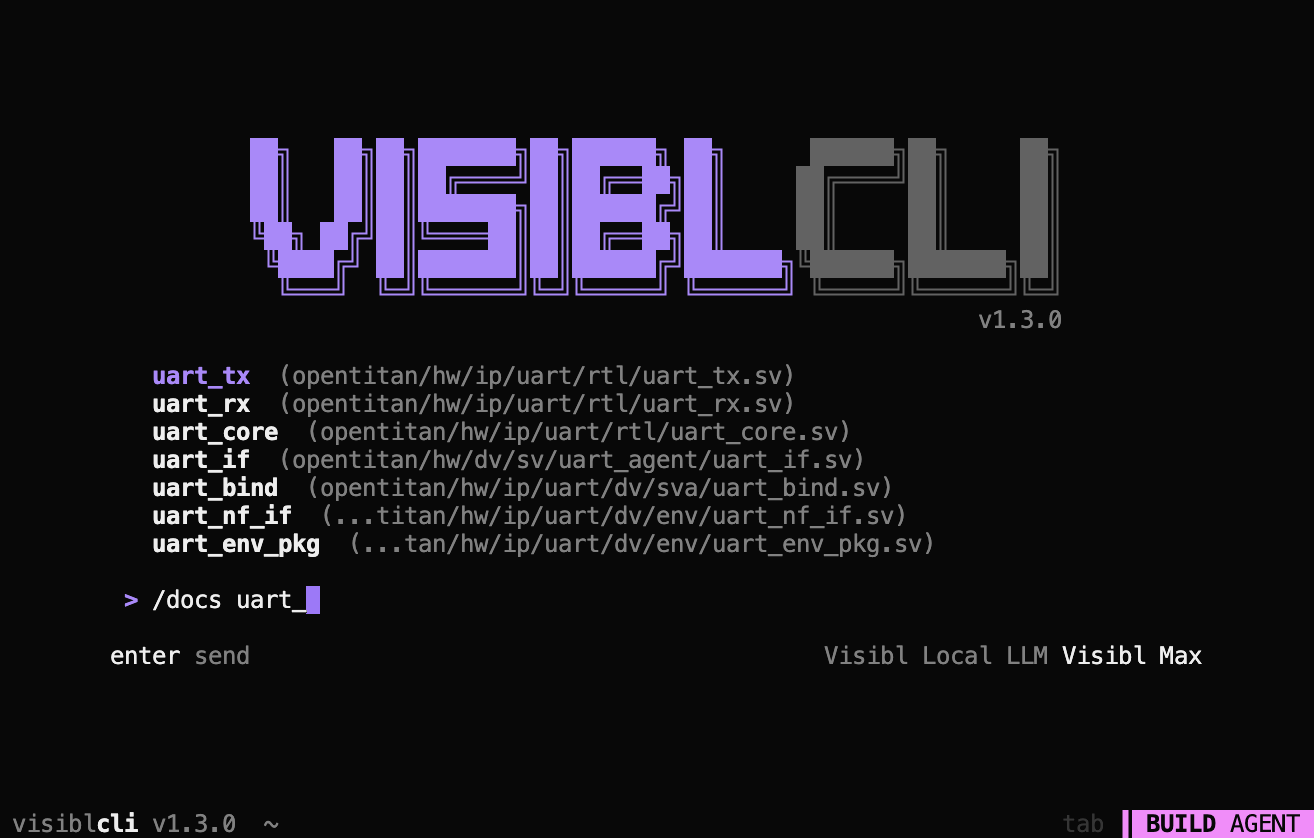 VISIBL CLI
v1.3.0
uart_tx (opentitan/hw/ip/uart/rtl/uart_tx.sv)
uart_rx (opentitan/hw/ip/uart/rtl/uart_rx.sv)
uart_core (opentitan/hw/ip/uart/rtl/uart_core.sv)
uart_if (opentitan/hw/dv/sv/uart_agent/uart_if.sv)
uart_bind (opentitan/hw/ip/uart/dv/sva/uart_bind.sv)
uart_nf_if (...titan/hw/ip/uart/dv/env/uart_nf_if.sv)
uart_env_pkg (...tan/hw/ip/uart/dv/env/uart_env_pkg.sv)
> /docs uart_
enter send Visibl Local LLM Visibl Max
visiblcli v1.3.0 ~ tab BUILD AGENT